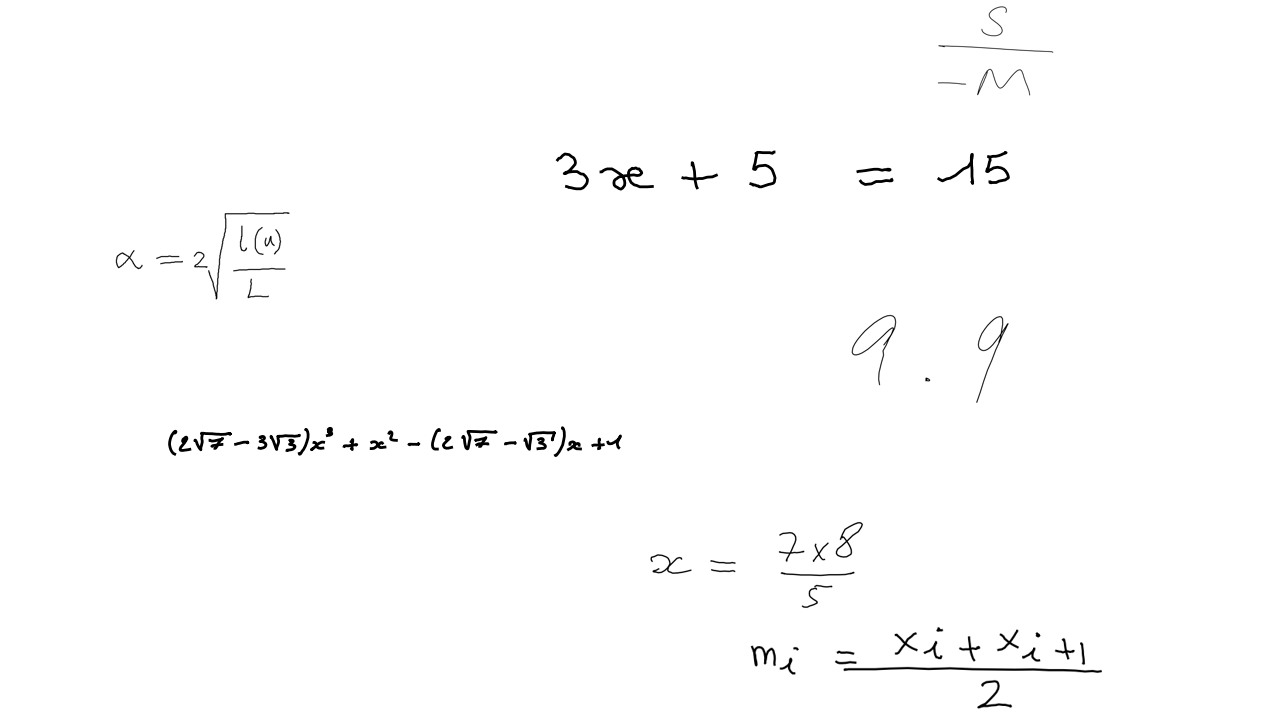 \frac{S}{-M}
3x + 5 = 15
\alpha = 2\sqrt{\frac{l(u)}{L}}
9 . 9
(2\sqrt{7} - 3\sqrt{3})x^3 + x^2 - (2\sqrt{7} - \sqrt{3})x + 1
x = \frac{7 \times 8}{5}
m_i = \frac{x_i + x_i + 1}{2}